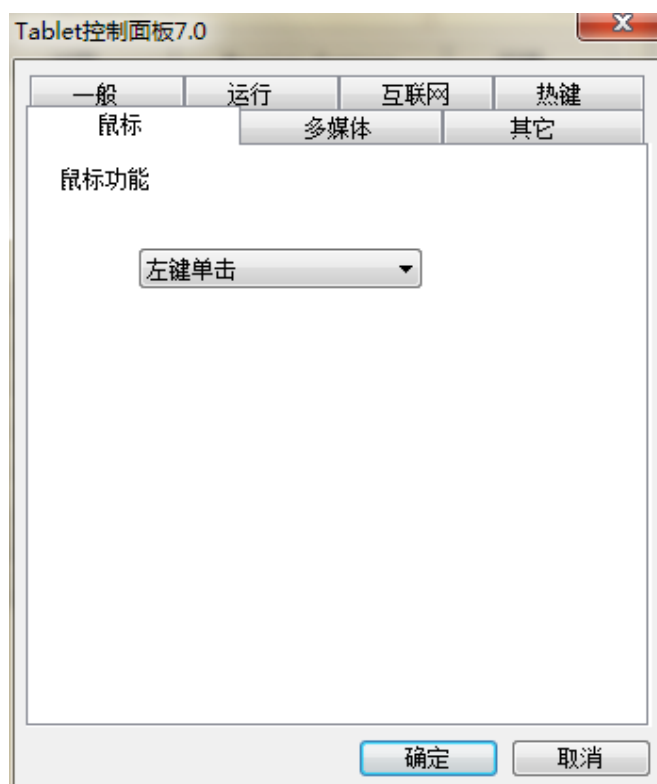 Tablet控制面板7.0
一般 运行 互联网 热键
鼠标 多媒体 其它
鼠标功能
左键单击
确定 取消